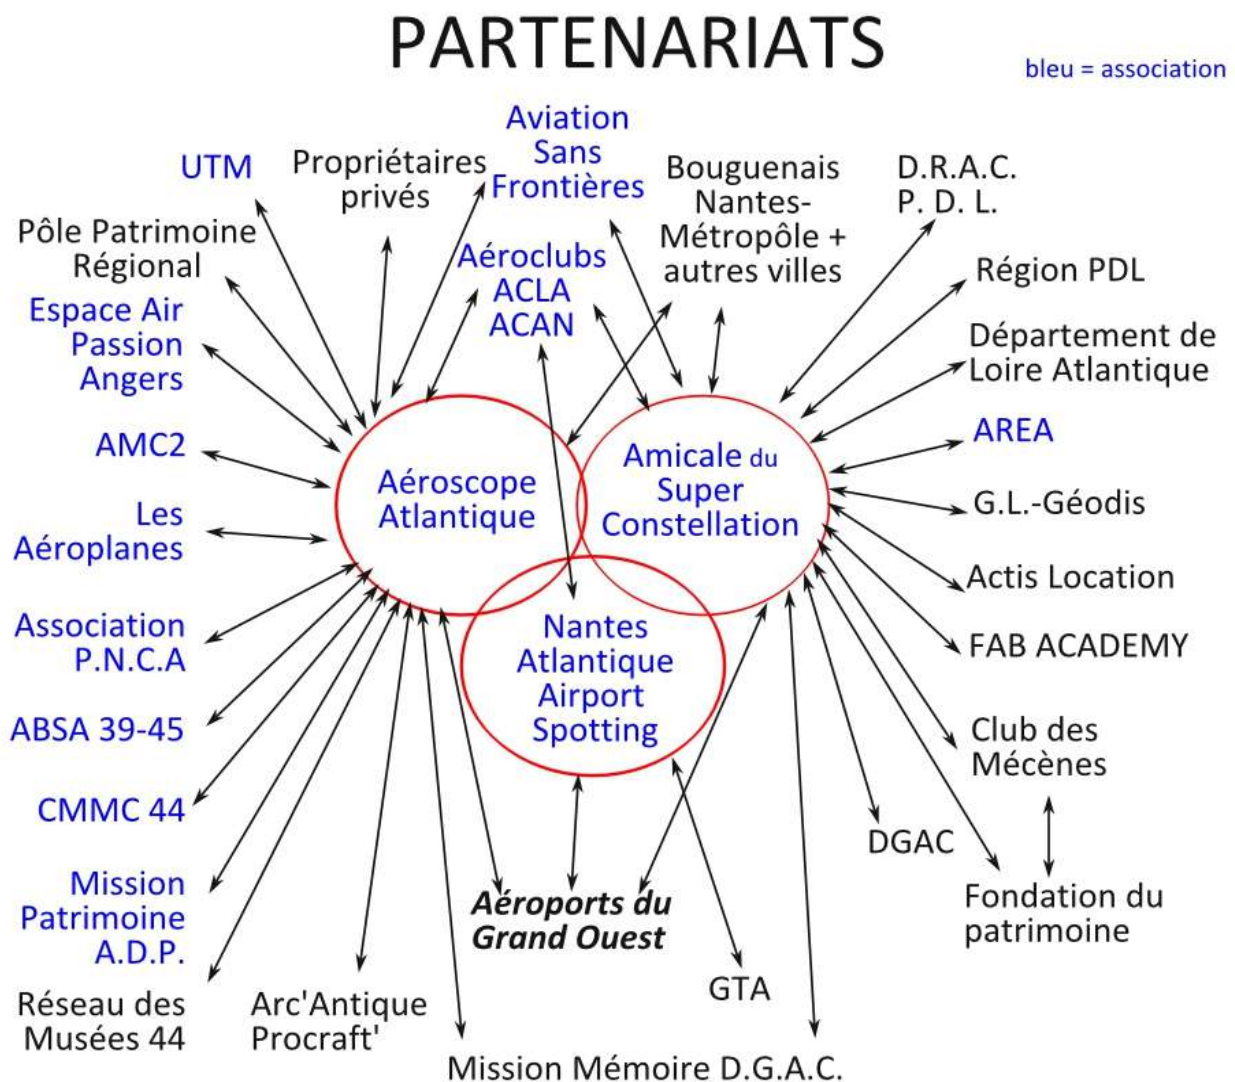 PARTENARIATS
bleu = association
UTM
Propriétaires
privés
Aviation
Sans
Frontières
Bouguenais
Nantes-
Métropôle +
autres villes
D.R.A.C.
P. D. L.
Pôle Patrimoine
Régional
Aéroclubs
ACLA
ACAN
Région PDL
Espace Air
Passion
Angers
Département de
Loire Atlantique
AMC2
AREA
Aéroscope
Atlantique
Amicale du
Super
Constellation
G.L.-Géodis
Les
Aéroplanes
Actis Location
Association
P.N.C.A
Nantes
Atlantique
Airport
Spotting
FAB ACADEMY
ABSA 39-45
Club des
Mécènes
CMMC 44
DGAC
Mission
Patrimoine
A.D.P.
Aéroports du
Grand Ouest
Fondation du
patrimoine
GTA
Réseau des
Musées 44
Arc'Antique
Procraft'
Mission Mémoire D.G.A.C.